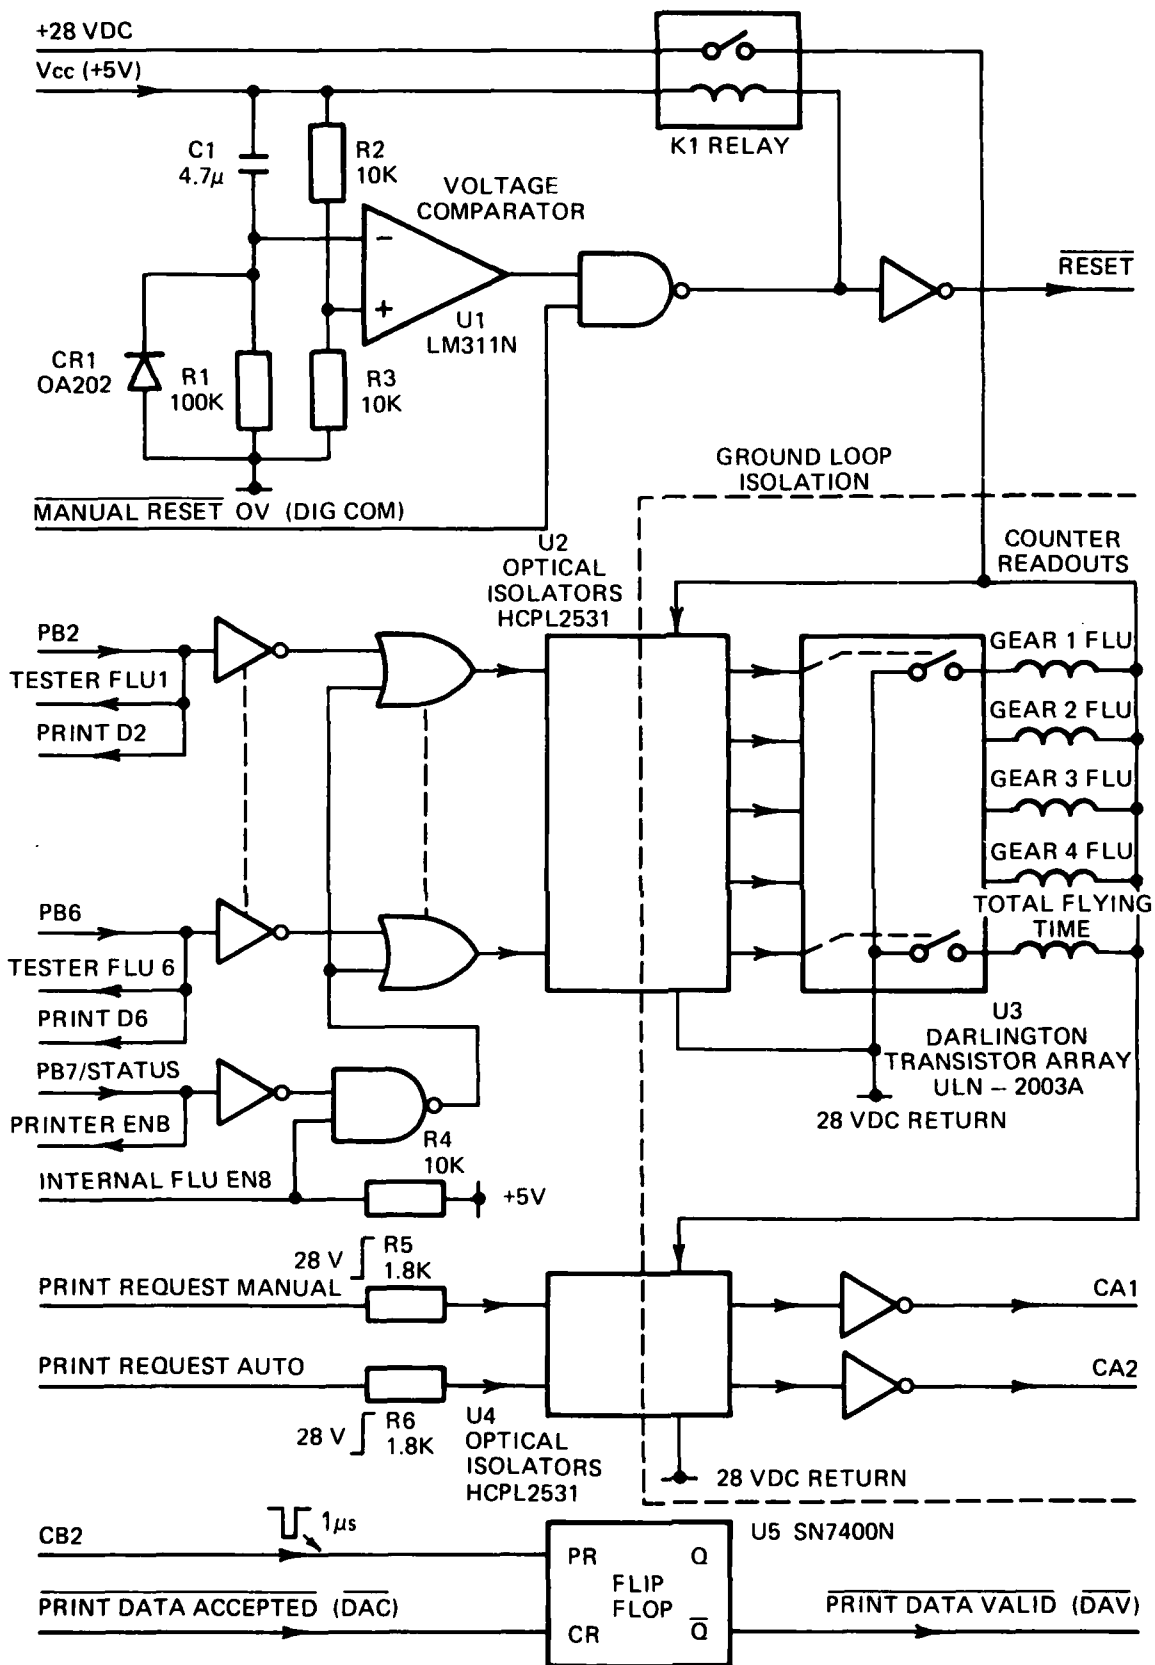 +28 VDC
Vcc (+5V)
K1 RELAY
C1
4.7µ
R2
10K
VOLTAGE
COMPARATOR
−
+
U1
LM311N
RESET
CR1
OA202
R1
100K
R3
10K
MANUAL RESET OV (DIG COM)
GROUND LOOP
ISOLATION
U2
OPTICAL
ISOLATORS
HCPL2531
COUNTER
READOUTS
PB2
TESTER FLU1
PRINT D2
GEAR 1 FLU
GEAR 2 FLU
GEAR 3 FLU
GEAR 4 FLU
TOTAL FLYING
TIME
PB6
TESTER FLU 6
PRINT D6
U3
DARLINGTON
TRANSISTOR ARRAY
ULN – 2003A
28 VDC RETURN
PB7/STATUS
PRINTER ENB
R4
10K
INTERNAL FLU EN8
+5V
28 V
R5
1.8K
PRINT REQUEST MANUAL
CA1
PRINT REQUEST AUTO
CA2
28 V
R6
1.8K
U4
OPTICAL
ISOLATORS
HCPL2531
28 VDC RETURN
U5 SN7400N
CB2
1µs
PR Q
FLIP
FLOP
CR Q
PRINT DATA ACCEPTED (DAC)
PRINT DATA VALID (DAV)